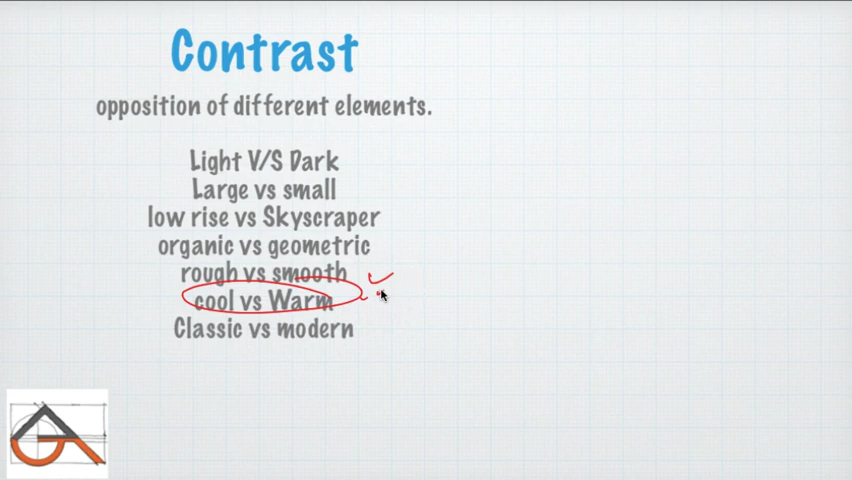 Contrast
opposition of different elements.
Light V/S Dark
Large vs small
low rise vs Skyscraper
organic vs geometric
rough vs smooth
cool vs Warm
Classic vs modern